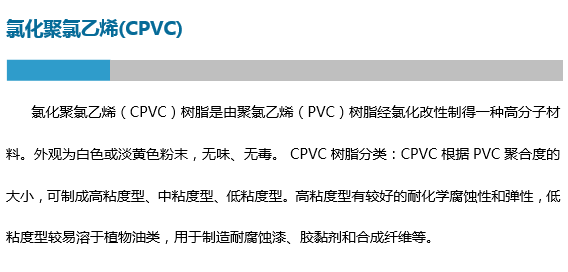 氯化聚氯乙烯(CPVC)
氯化聚氯乙烯（CPVC）树脂是由聚氯乙烯（PVC）树脂经氯化改性制得一种高分子材
料。外观为白色或淡黄色粉末，无味、无毒。 CPVC 树脂分类：CPVC 根据 PVC 聚合度的
大小，可制成高粘度型、中粘度型、低粘度型。高粘度型有较好的耐化学腐蚀性和弹性，低
粘度型较易溶于植物油类，用于制造耐腐蚀漆、胶黏剂和合成纤维等。